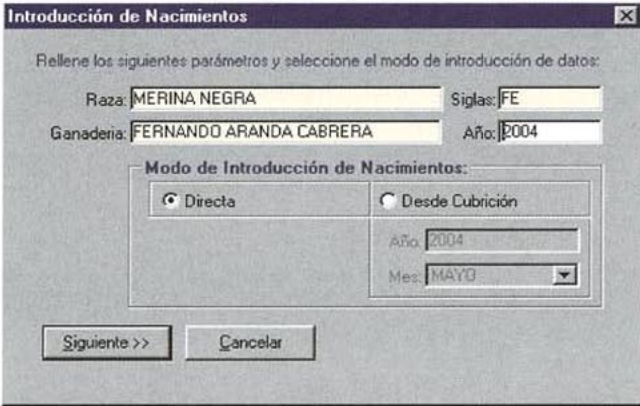 Introducción de Nacimientos
Rellene los siguientes parámetros y seleccione el modo de introducción de datos:
Raza: MERINA NEGRA Siglas: FE
Ganaderia: FERNANDO ARANDA CABRERA Año: 2004
Modo de Introducción de Nacimientos:
Directa Desde Cubrición
Año: 2004
Mes: MAYO
Siguiente >> Cancelar